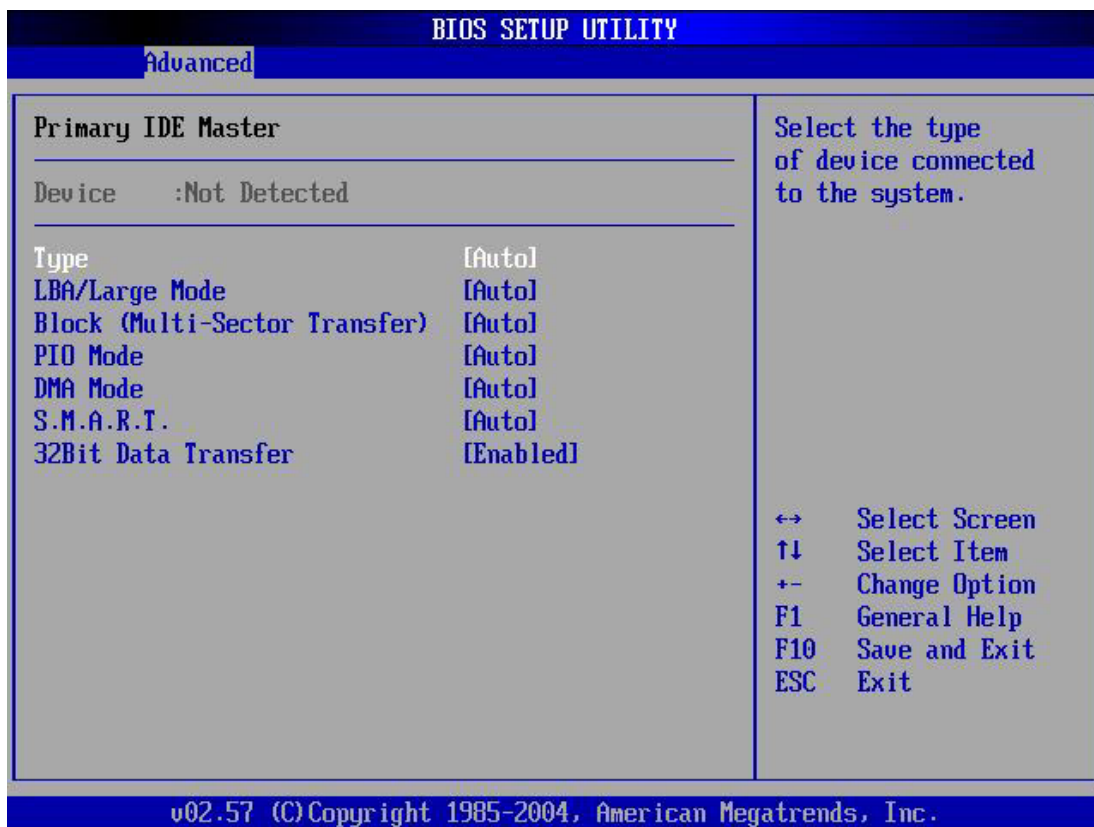 BIOS SETUP UTILITY
Advanced
Primary IDE Master
Device :Not Detected
Type [Auto]
LBA/Large Mode [Auto]
Block (Multi-Sector Transfer) [Auto]
PIO Mode [Auto]
DMA Mode [Auto]
S.M.A.R.T. [Auto]
32Bit Data Transfer [Enabled]
Select the type
of device connected
to the system.
←→ Select Screen
↑↓ Select Item
+- Change Option
F1 General Help
F10 Save and Exit
ESC Exit
v02.57 (C)Copyright 1985-2004, American Megatrends, Inc.